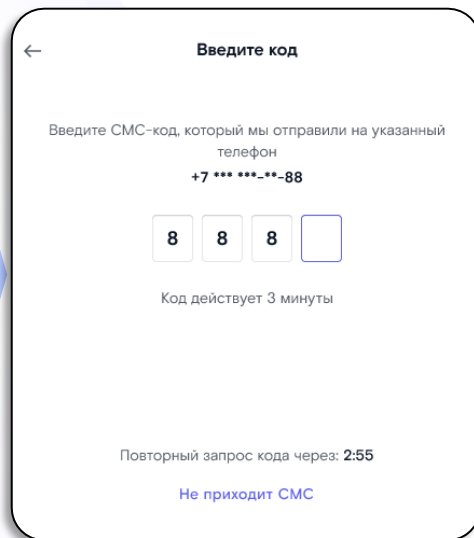 Введите код
Введите СМС-код, который мы отправили на указанный
телефон
+7 *** ***-**-88
8 8 8
Код действует 3 минуты
Повторный запрос кода через: 2:55
Не приходит СМС